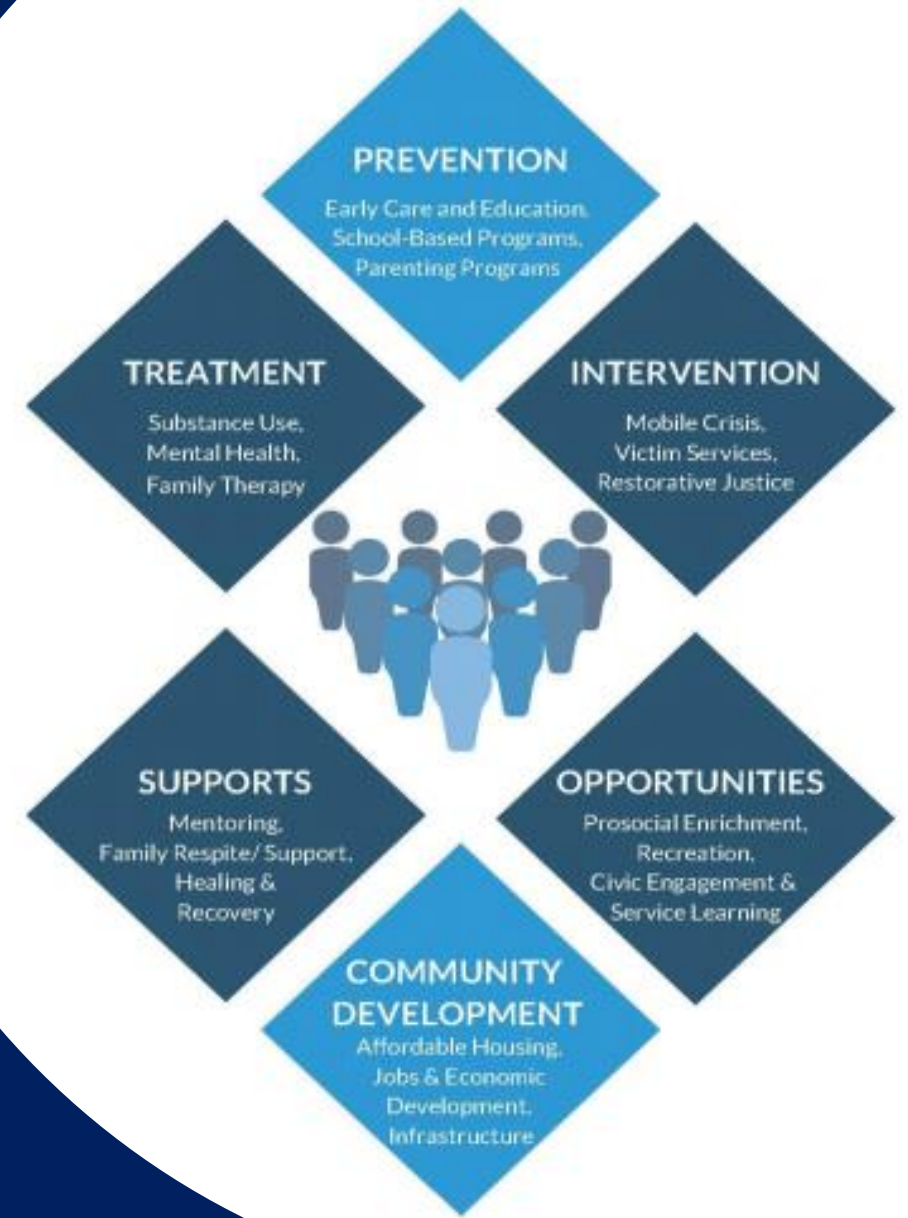 PREVENTION
Early Care and Education,
School-Based Programs,
Parenting Programs
TREATMENT
Substance Use,
Mental Health,
Family Therapy
INTERVENTION
Mobile Crisis,
Victim Services,
Restorative Justice
SUPPORTS
Mentoring,
Family Respite/ Support,
Healing &
Recovery
OPPORTUNITIES
Prosocial Enrichment,
Recreation,
Civic Engagement &
Service Learning
COMMUNITY
DEVELOPMENT
Affordable Housing,
Jobs & Economic
Development,
Infrastructure